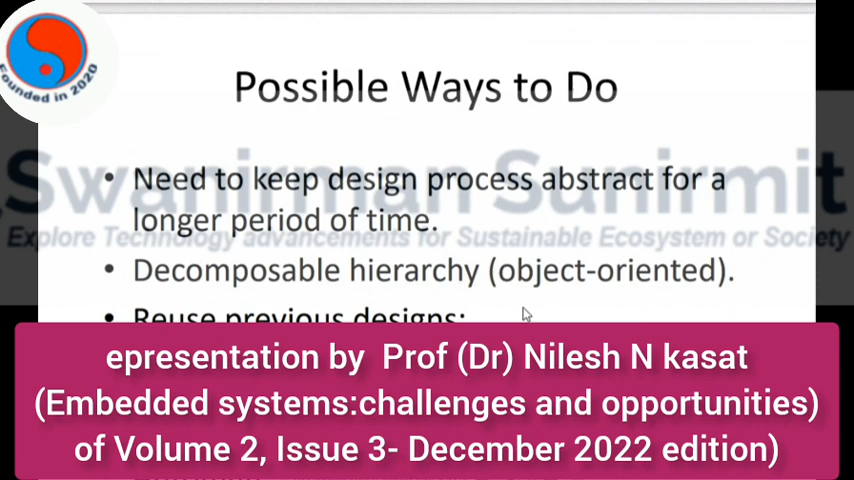 Founded in 2020
Possible Ways to Do
Swanirman Sunirmit
• Need to keep design process abstract for a
longer period of time.
Explore Technology advancements for Sustainable Ecosystem or Society
• Decomposable hierarchy (object-oriented).
• Reuse previous designs:
epresentation by Prof (Dr) Nilesh N kasat
(Embedded systems:challenges and opportunities)
of Volume 2, Issue 3- December 2022 edition)